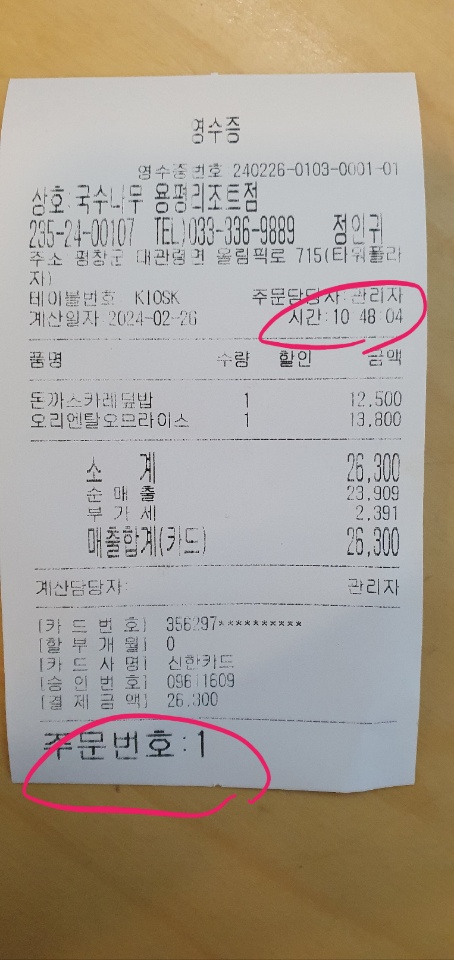 영수증
영수증번호 240226-0103-0001-01
상호:국수나무 용평리조트점
235-24-00107 TEL)033-336-9889 정인귀
주소 평창군 대관령면 올림픽로 715(타워플라
자)
테이블번호 KIOSK 주문담당자:관리자
계산일자:2024-02-26 시간:10 48:04
품명 수량 할인 금액
돈까스카레덮밥 1 12,500
오리엔탈오므라이스 1 13,800
소 계 26,300
순 매 출 23,909
부 가 세 2,391
매출합계(카드) 26,300
계산담당자: 관리자
[카 드 번 호] 356297**********
[할 부 개 월] 0
[카 드 사 명] 신한카드
[승 인 번 호] 09611609
[결 제 금 액] 26,300
주문번호:1